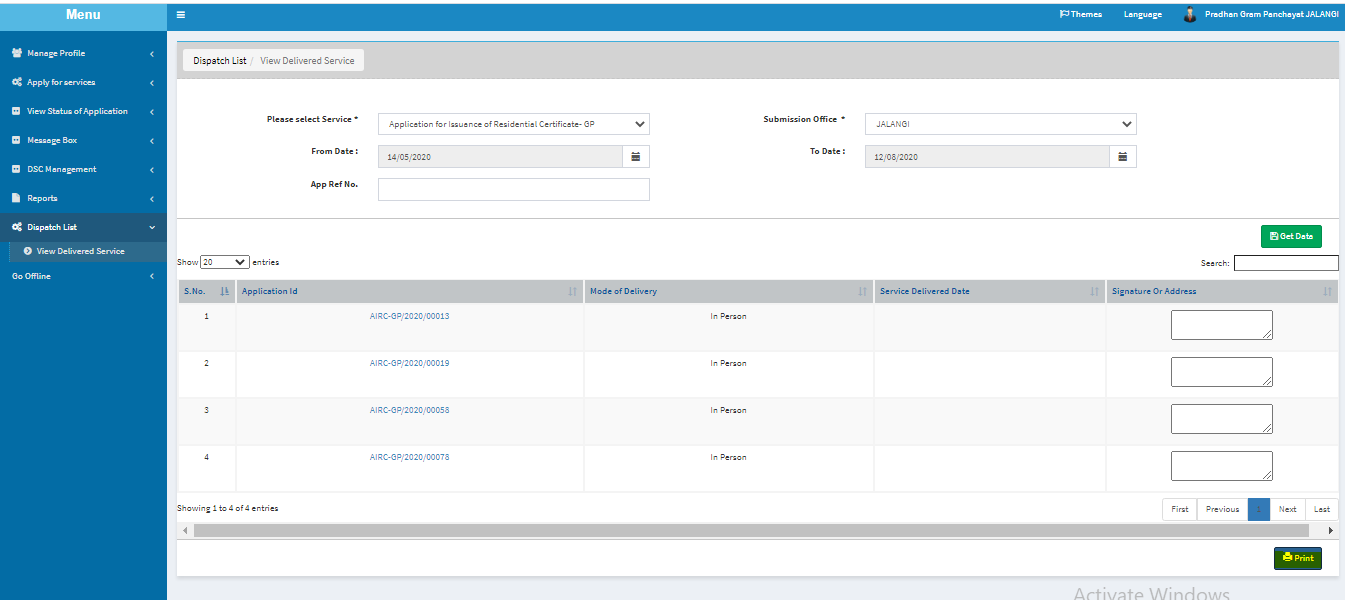 Menu
Themes Language Pradhan Gram Panchayat JALANGI
Manage Profile
Apply for services
View Status of Application
Message Box
DSC Management
Reports
Dispatch List
View Delivered Service
Go Offline
Dispatch List / View Delivered Service
Please select Service * Application for Issuance of Residential Certificate- GP Submission Office * JALANGI
From Date : 14/05/2020 To Date : 12/08/2020
App Ref No.
Get Data
Show 20 entries Search:
S.No. Application Id Mode of Delivery Service Delivered Date Signature Or Address
1 AIRC-GP/2020/00013 In Person
2 AIRC-GP/2020/00019 In Person
3 AIRC-GP/2020/00058 In Person
4 AIRC-GP/2020/00078 In Person
Showing 1 to 4 of 4 entries First Previous 1 Next Last
Print
Activate Windows